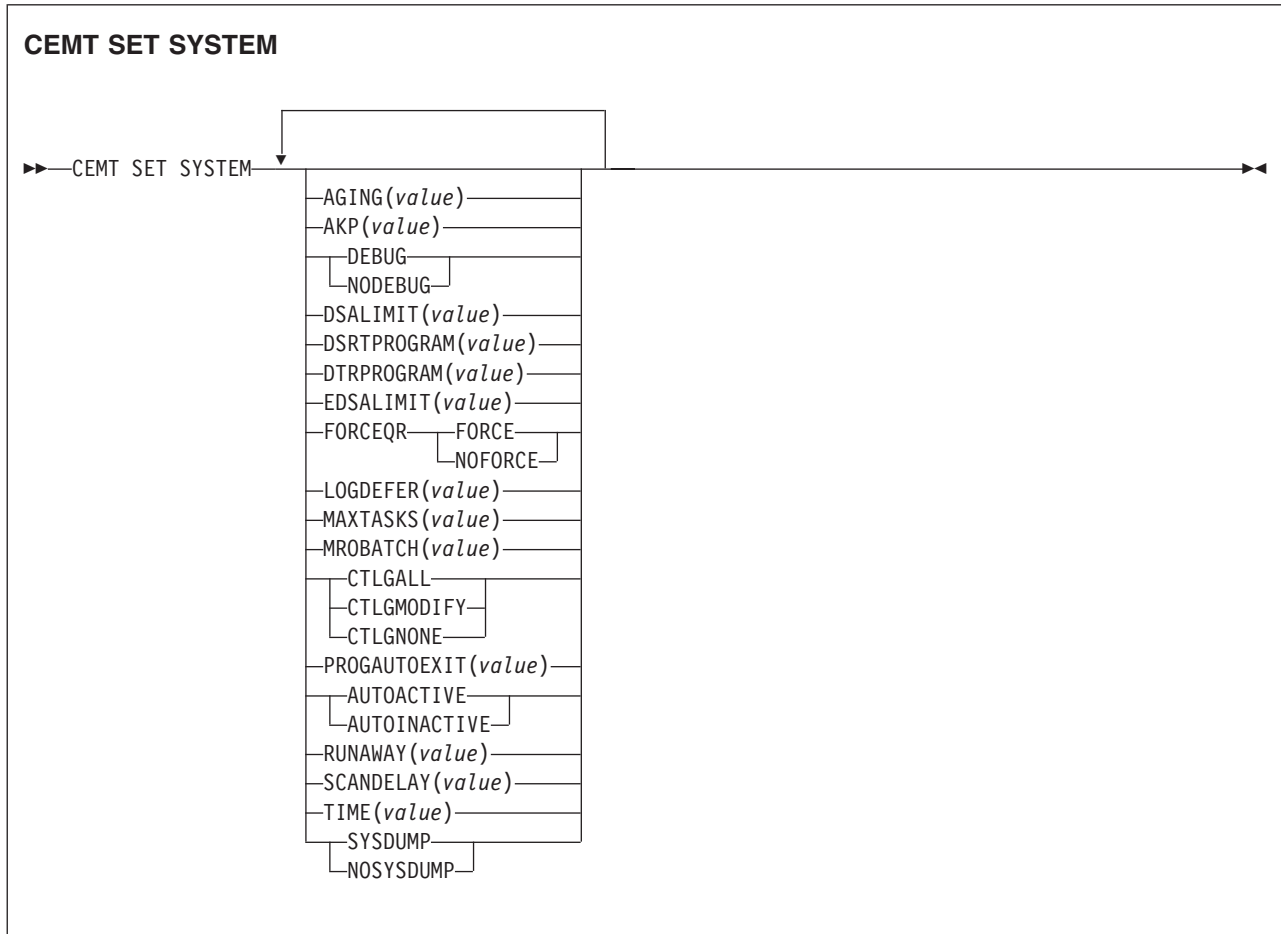 CEMT SET SYSTEM
CEMT SET SYSTEM
AGING(value)
AKP(value)
DEBUG
NODEBUG
DSALIMIT(value)
DSRTPROGRAM(value)
DTRPROGRAM(value)
EDSALIMIT(value)
FORCEQR FORCE
NOFORCE
LOGDEFER(value)
MAXTASKS(value)
MROBATCH(value)
CTLGALL
CTLGMODIFY
CTLGNONE
PROGAUTOEXIT(value)
AUTOACTIVE
AUTOINACTIVE
RUNAWAY(value)
SCANDELAY(value)
TIME(value)
SYSDUMP
NOSYSDUMP